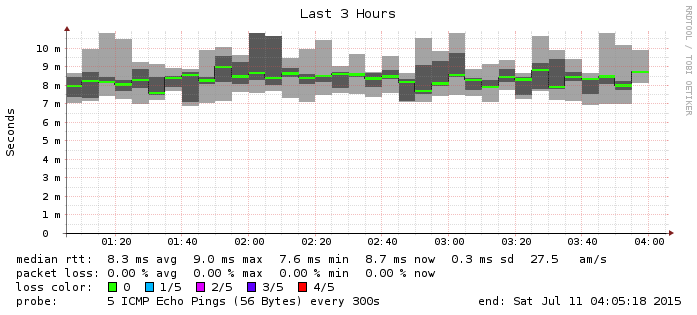 Last 3 Hours
RRDTOOL / TOBI OETIKER
Seconds
10 m
9 m
8 m
7 m
6 m
5 m
4 m
3 m
2 m
1 m
0
01:20 01:40 02:00 02:20 02:40 03:00 03:20 03:40 04:00
median rtt: 8.3 ms avg 9.0 ms max 7.6 ms min 8.7 ms now 0.3 ms sd 27.5 am/s
packet loss: 0.00 % avg 0.00 % max 0.00 % min 0.00 % now
loss color: 0 1/5 2/5 3/5 4/5
probe: 5 ICMP Echo Pings (56 Bytes) every 300s end: Sat Jul 11 04:05:18 2015